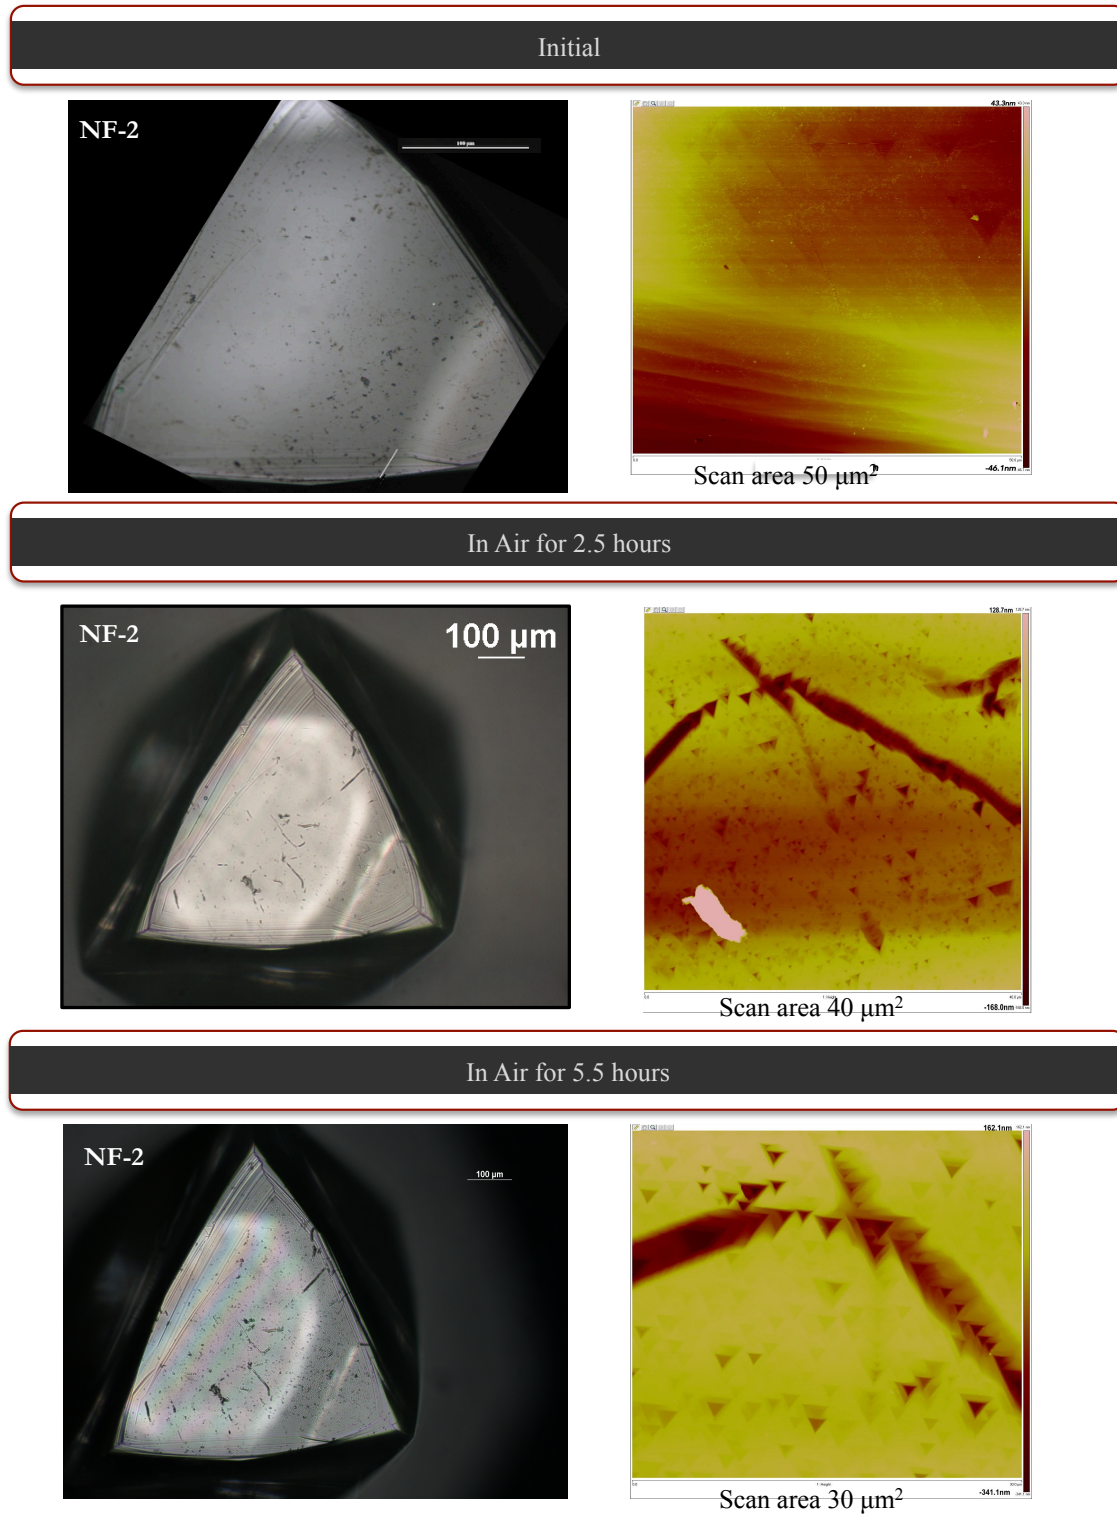 Initial
NF-2
100 μm
43.3nm
-46.1nm
Scan area 50 μm²
In Air for 2.5 hours
NF-2
100 μm
128.7nm
-168.0nm
Scan area 40 μm²
In Air for 5.5 hours
NF-2
100 μm
162.1nm
-341.1nm
Scan area 30 μm²